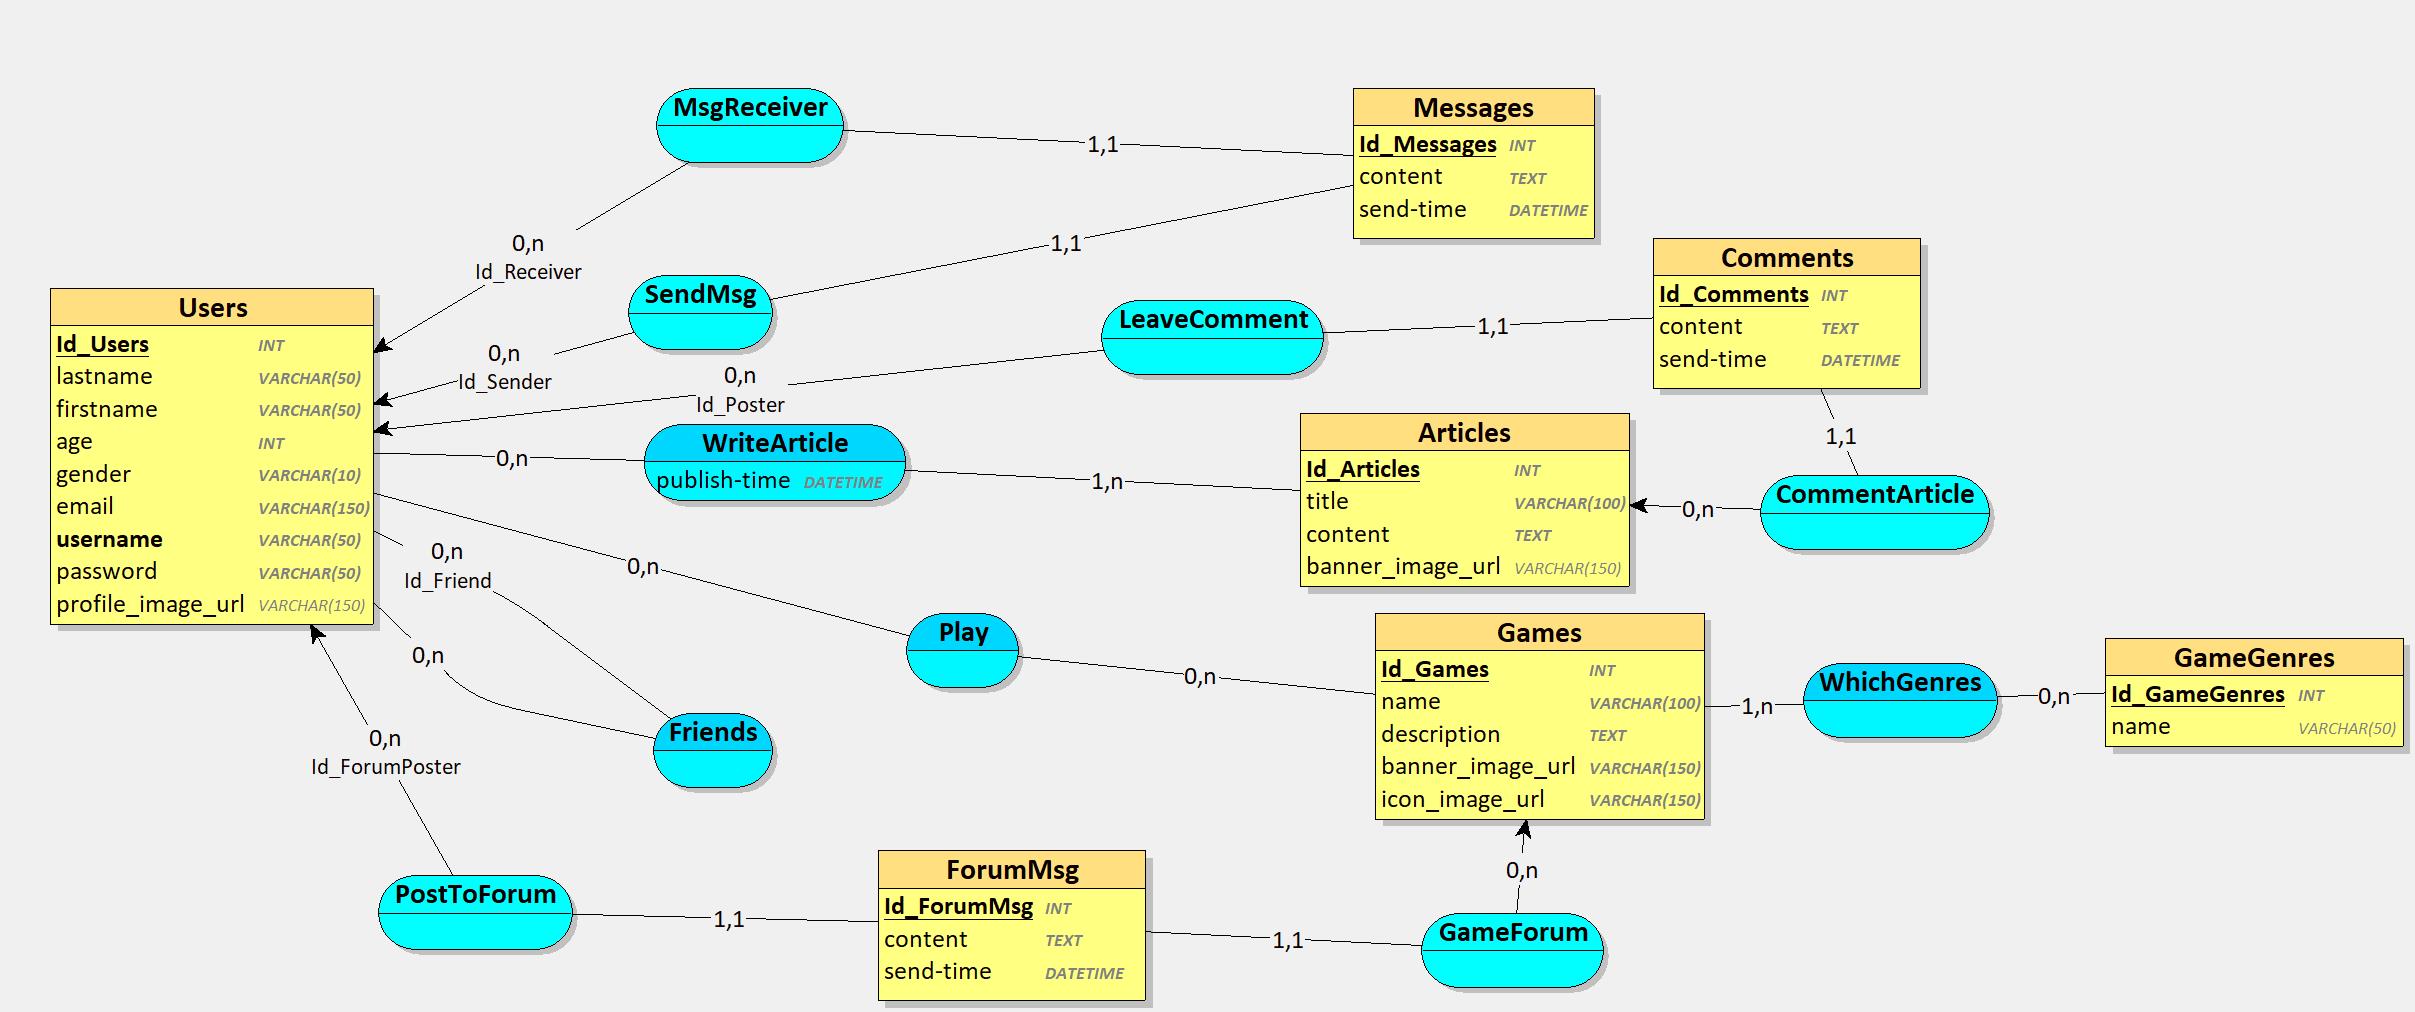 MsgReceiver
1,1
0,n
Id_Receiver
Messages
Id_Messages INT
content TEXT
send-time DATETIME
SendMsg
1,1
0,n
Id_Sender
LeaveComment
1,1
0,n
Id_Poster
Comments
Id_Comments INT
content TEXT
send-time DATETIME
1,1
CommentArticle
0,n
Users
Id_Users INT
lastname VARCHAR(50)
firstname VARCHAR(50)
age INT
gender VARCHAR(10)
email VARCHAR(150)
username VARCHAR(50)
password VARCHAR(50)
profile_image_url VARCHAR(150)
0,n
WriteArticle
publish-time DATETIME
1,n
Articles
Id_Articles INT
title VARCHAR(100)
content TEXT
banner_image_url VARCHAR(150)
0,n
Id_Friend
0,n
Friends
0,n
Play
0,n
Games
Id_Games INT
name VARCHAR(100)
description TEXT
banner_image_url VARCHAR(150)
icon_image_url VARCHAR(150)
1,n
WhichGenres
0,n
GameGenres
Id_GameGenres INT
name VARCHAR(50)
0,n
Id_ForumPoster
PostToForum
1,1
ForumMsg
Id_ForumMsg INT
content TEXT
send-time DATETIME
1,1
GameForum
0,n